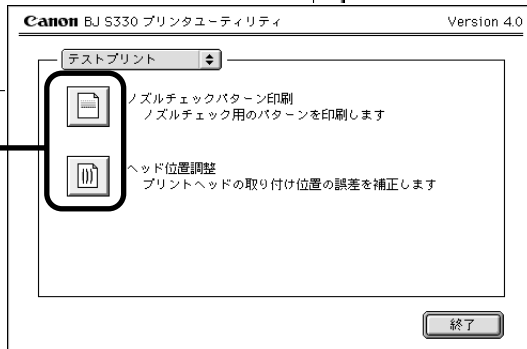 Canon BJ S330 プリンタユーティリティ Version 4.0
テストプリント
ノズルチェックパターン印刷
ノズルチェック用のパターンを印刷します
ヘッド位置調整
プリントヘッドの取り付け位置の誤差を補正します
終了